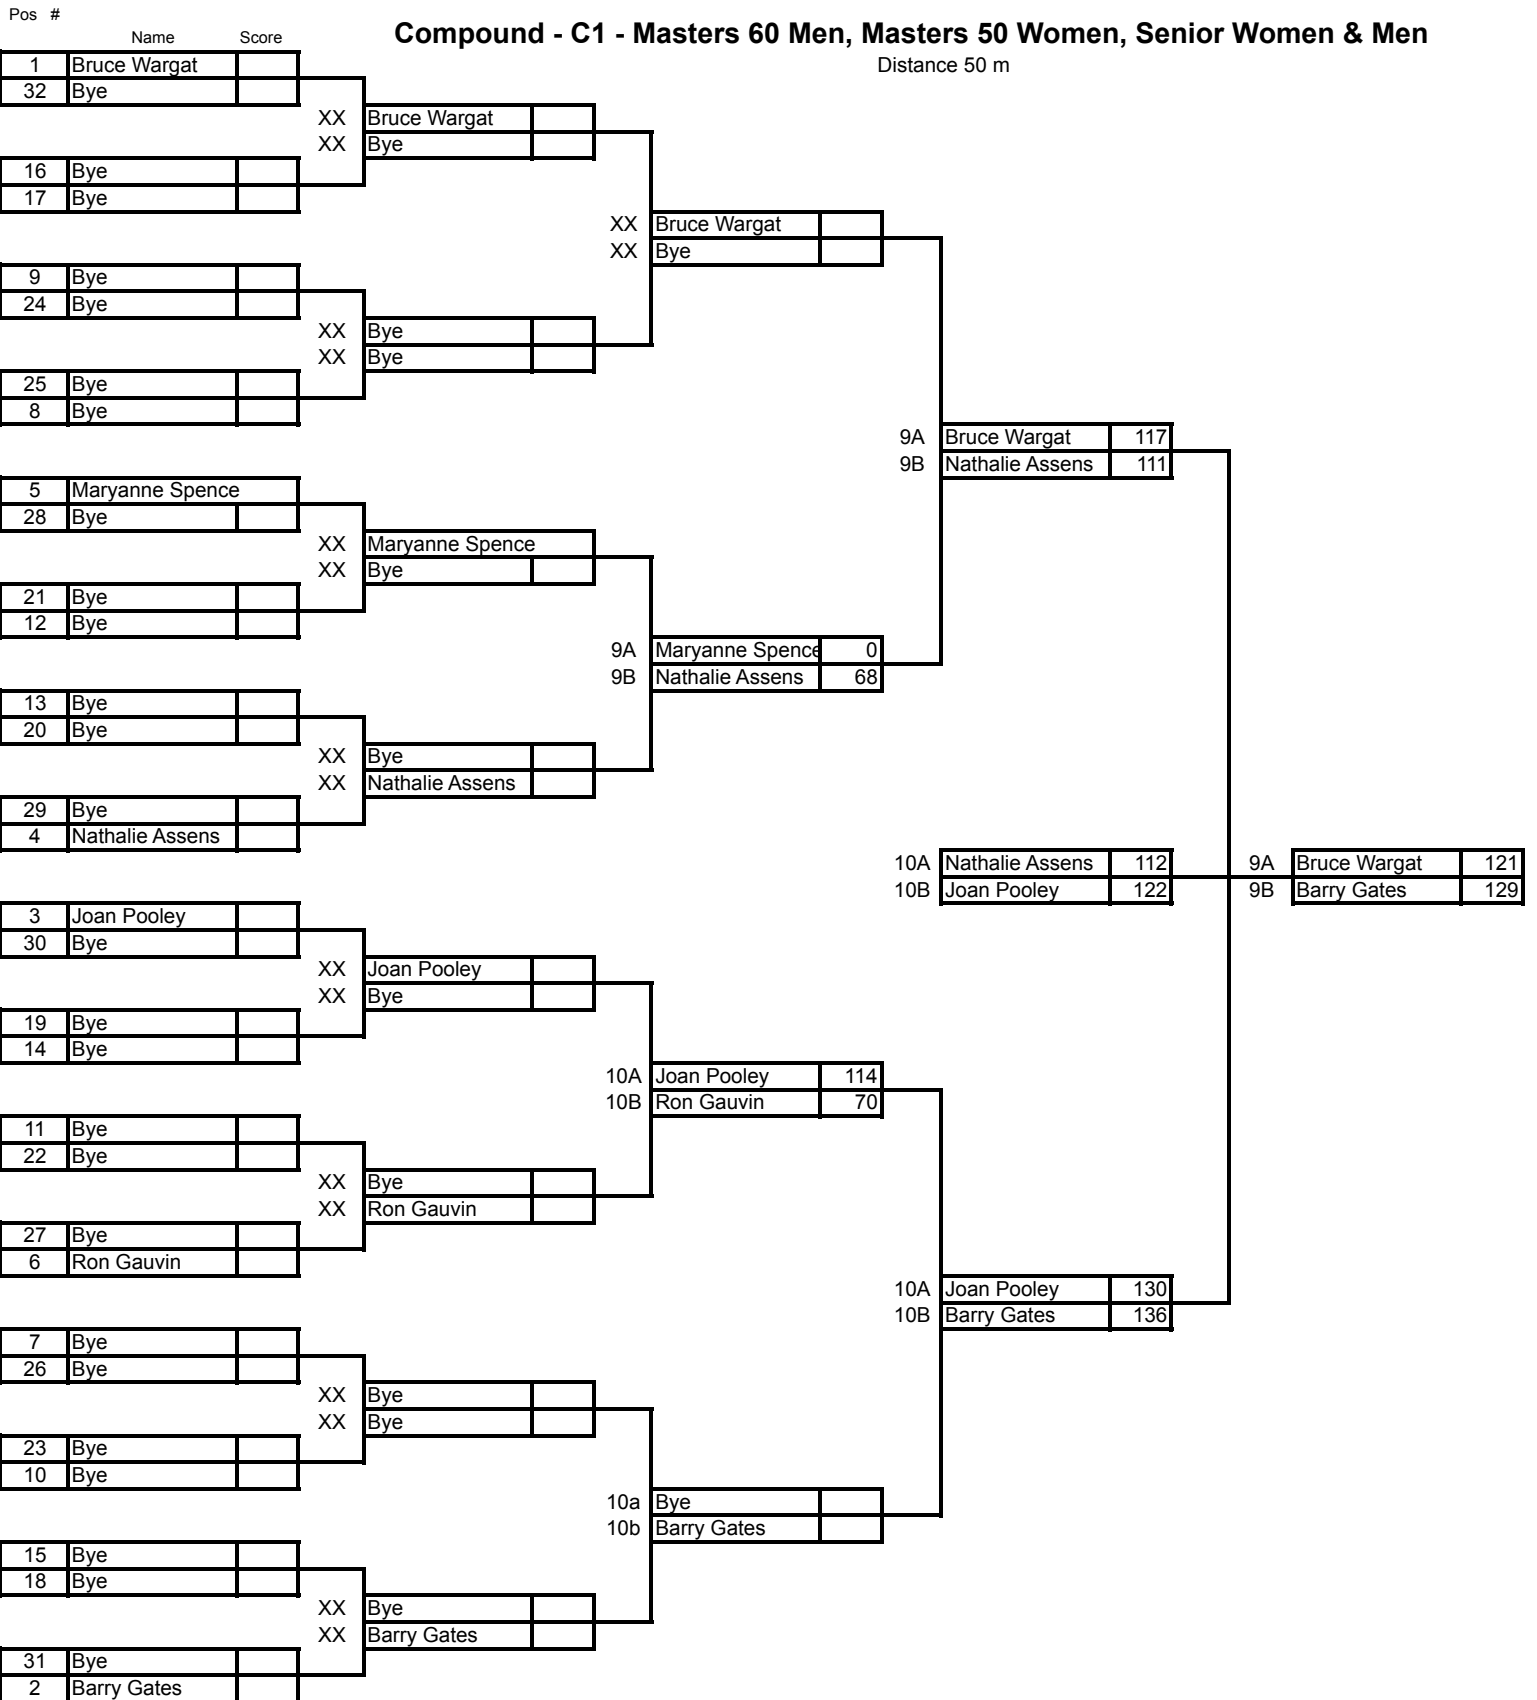 Pos #
Name Score
Compound - C1 - Masters 60 Men, Masters 50 Women, Senior Women & Men
Distance 50 m
1 Bruce Wargat
32 Bye
XX Bruce Wargat
XX Bye
16 Bye
17 Bye
XX Bruce Wargat
XX Bye
9 Bye
24 Bye
XX Bye
XX Bye
25 Bye
8 Bye
9A Bruce Wargat 117
9B Nathalie Assens 111
5 Maryanne Spence
28 Bye
XX Maryanne Spence
XX Bye
21 Bye
12 Bye
9A Maryanne Spence 0
9B Nathalie Assens 68
13 Bye
20 Bye
XX Bye
XX Nathalie Assens
29 Bye
4 Nathalie Assens
10A Nathalie Assens 112 9A Bruce Wargat 121
10B Joan Pooley 122 9B Barry Gates 129
3 Joan Pooley
30 Bye
XX Joan Pooley
XX Bye
19 Bye
14 Bye
10A Joan Pooley 114
10B Ron Gauvin 70
11 Bye
22 Bye
XX Bye
XX Ron Gauvin
27 Bye
6 Ron Gauvin
10A Joan Pooley 130
10B Barry Gates 136
7 Bye
26 Bye
XX Bye
XX Bye
23 Bye
10 Bye
10a Bye
10b Barry Gates
15 Bye
18 Bye
XX Bye
XX Barry Gates
31 Bye
2 Barry Gates